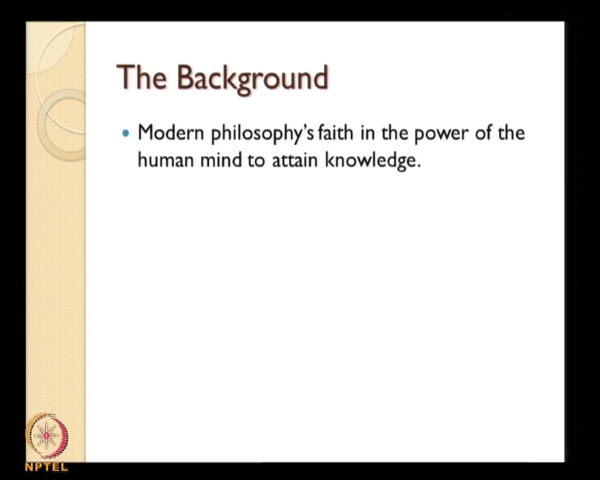 The Background
Modern philosophy's faith in the power of the
human mind to attain knowledge.
NPTEL